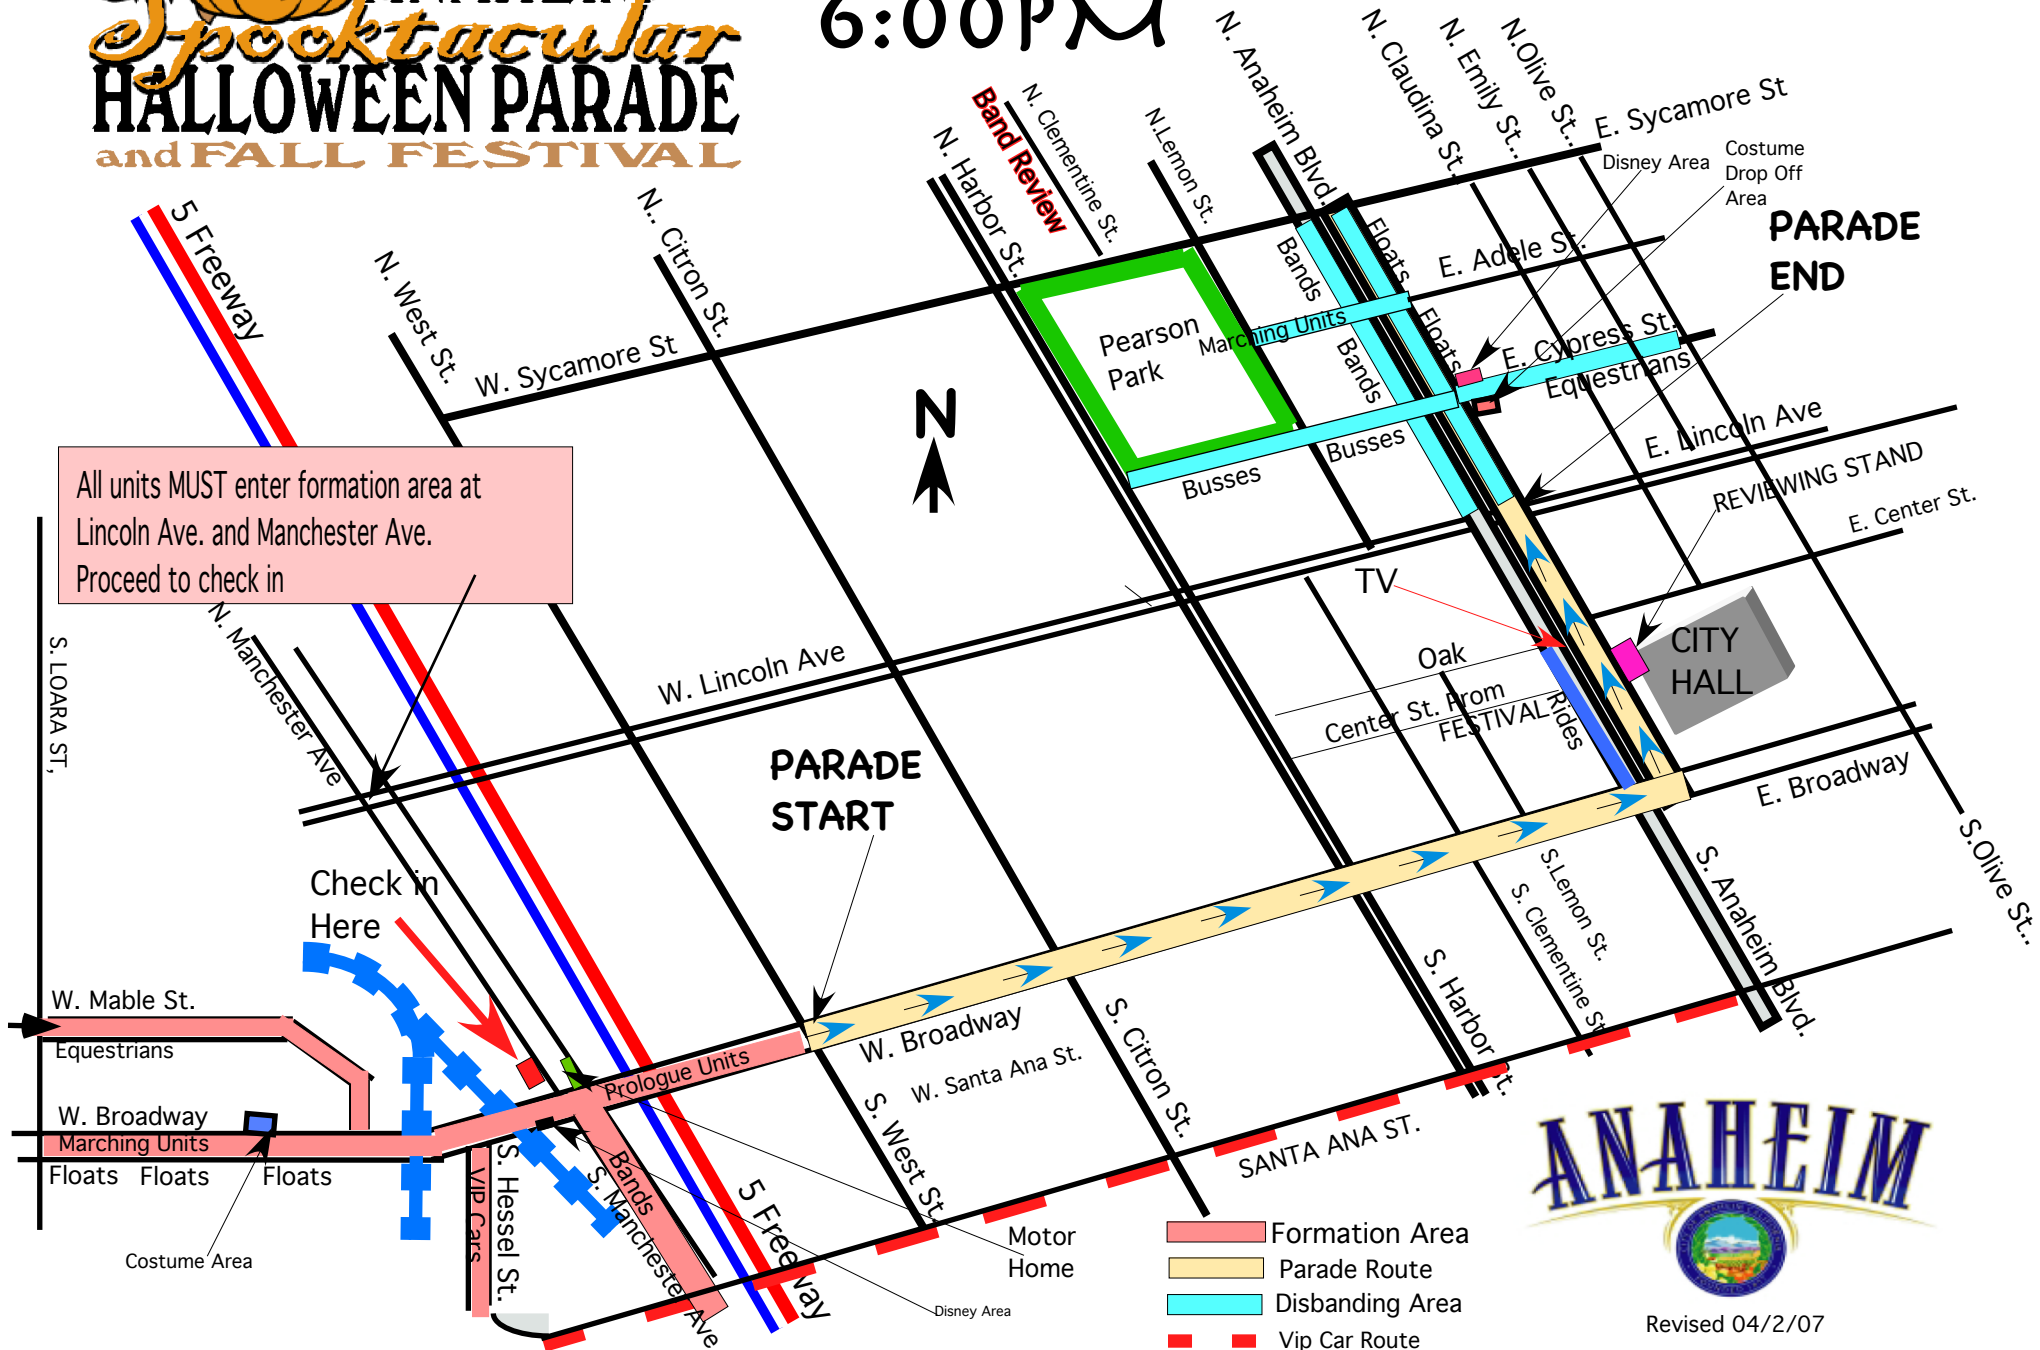 Spooktacular
HALLOWEEN PARADE
and FALL FESTIVAL
6:00PM
N. Anaheim Blvd.
N. Claudina St.
N. Emily St..
N.Olive St..
E. Sycamore St
Band Review
N. Clementine St.
N.Lemon St.
N. Harbor St.
Disney Area
Costume
Drop Off
Area
PARADE
END
5 Freeway
N. West St.
N.. Citron St.
W. Sycamore St
Pearson
Park
Marching Units
Bands
Bands
Floats
Floats
E. Adele St.
E. Cypress St.
Equestrians
Busses
Busses
E. Lincoln Ave
REVIEWING STAND
E. Center St.
N
All units MUST enter formation area at
Lincoln Ave. and Manchester Ave.
Proceed to check in
N. Manchester Ave
S. LOARA ST,
W. Lincoln Ave
TV
Oak
Center St. Prom
FESTIVAL
Rides
CITY
HALL
PARADE
START
E. Broadway
S.Olive St..
S. Anaheim Blvd.
S.Lemon St.
S. Clementine St.
S. Harbor St.
Check in
Here
W. Mable St.
Equestrians
W. Broadway
Marching Units
Floats Floats Floats
Costume Area
VIP Cars
S. Hessel St.
Bands
S. Manchester Ave
Prologue Units
W. Broadway
W. Santa Ana St.
S. West St.
S. Citron St.
5 Freeway
SANTA ANA ST.
Motor
Home
Disney Area
Formation Area
Parade Route
Disbanding Area
Vip Car Route
ANAHEIM
Revised 04/2/07